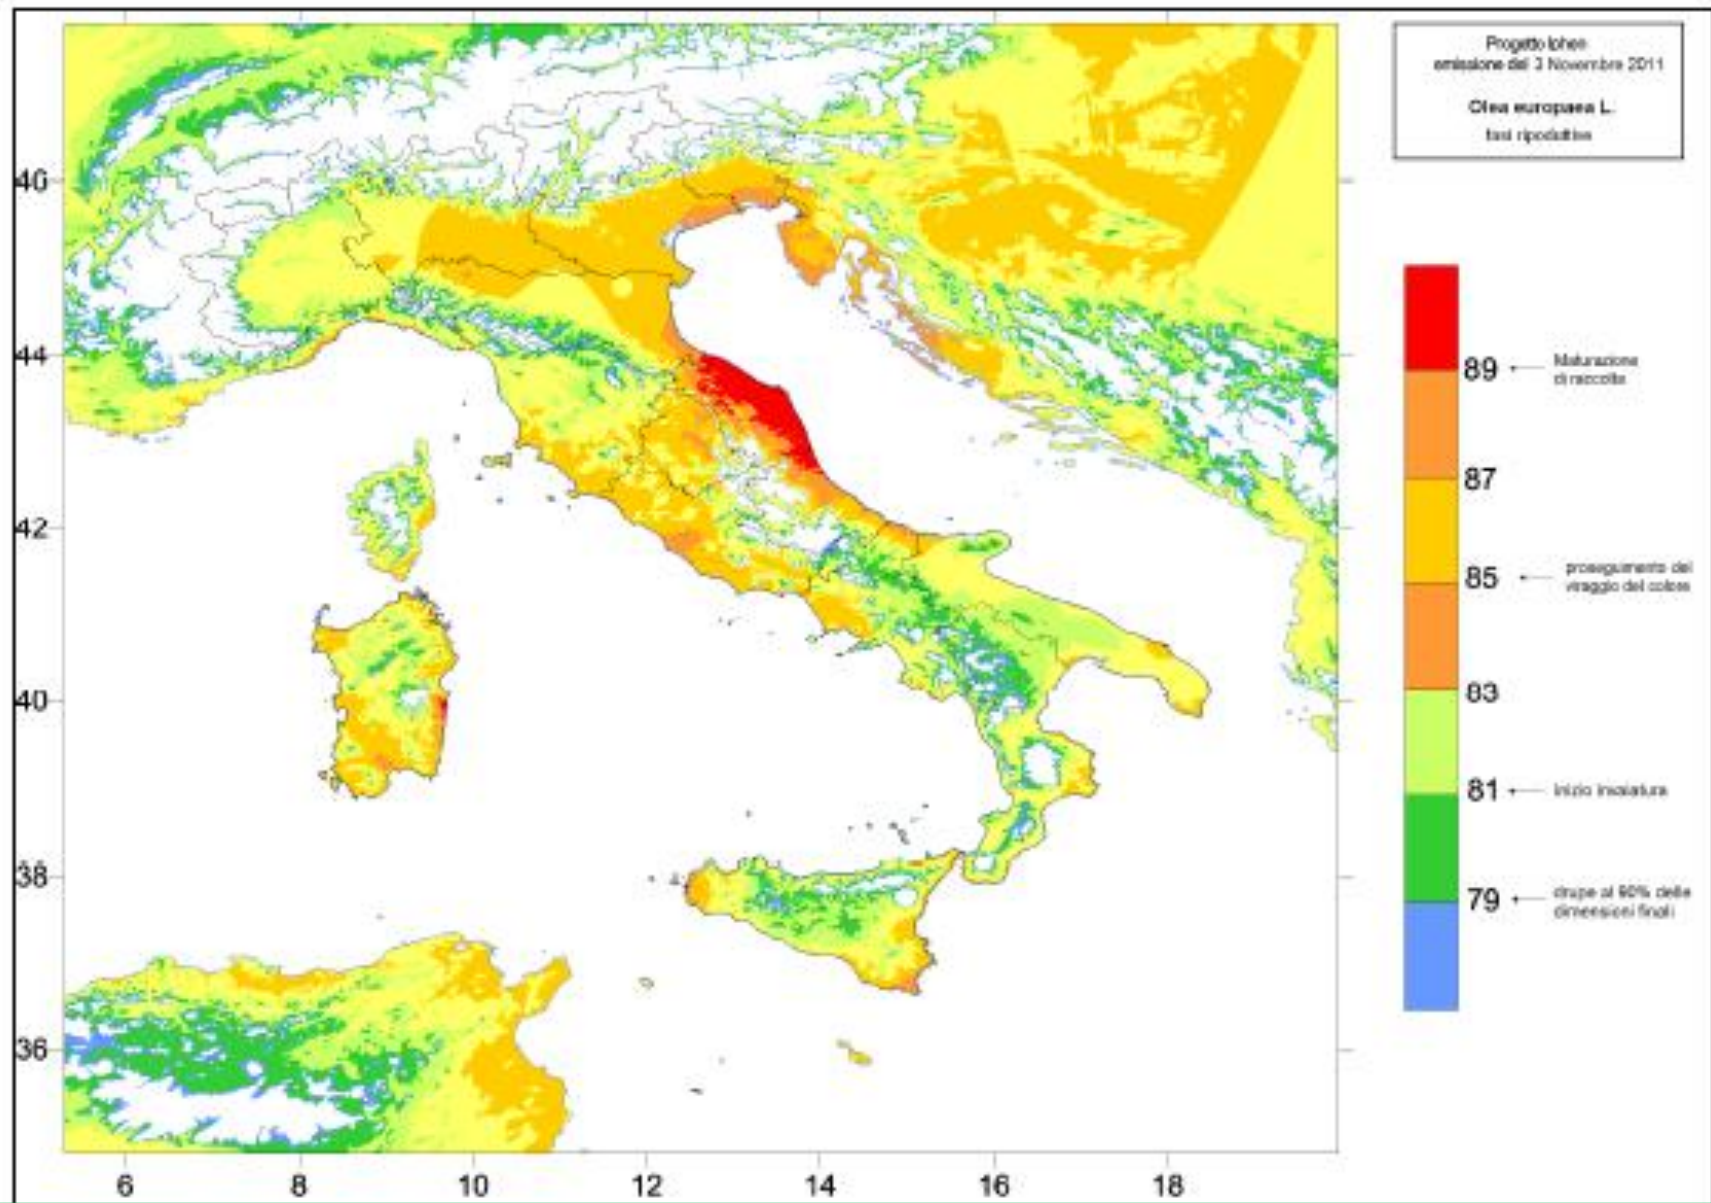 Progetto Iphen
emissione del 3 Novembre 2011
Olea europaea L.
fasi riproduttive
46
44
42
40
38
36
6
8
10
12
14
16
18
89
Maturazione
di raccolta
87
85
proseguimento del
viraggio del colore
83
81
inizio invaiatura
79
drupe al 90% delle
dimensioni finali